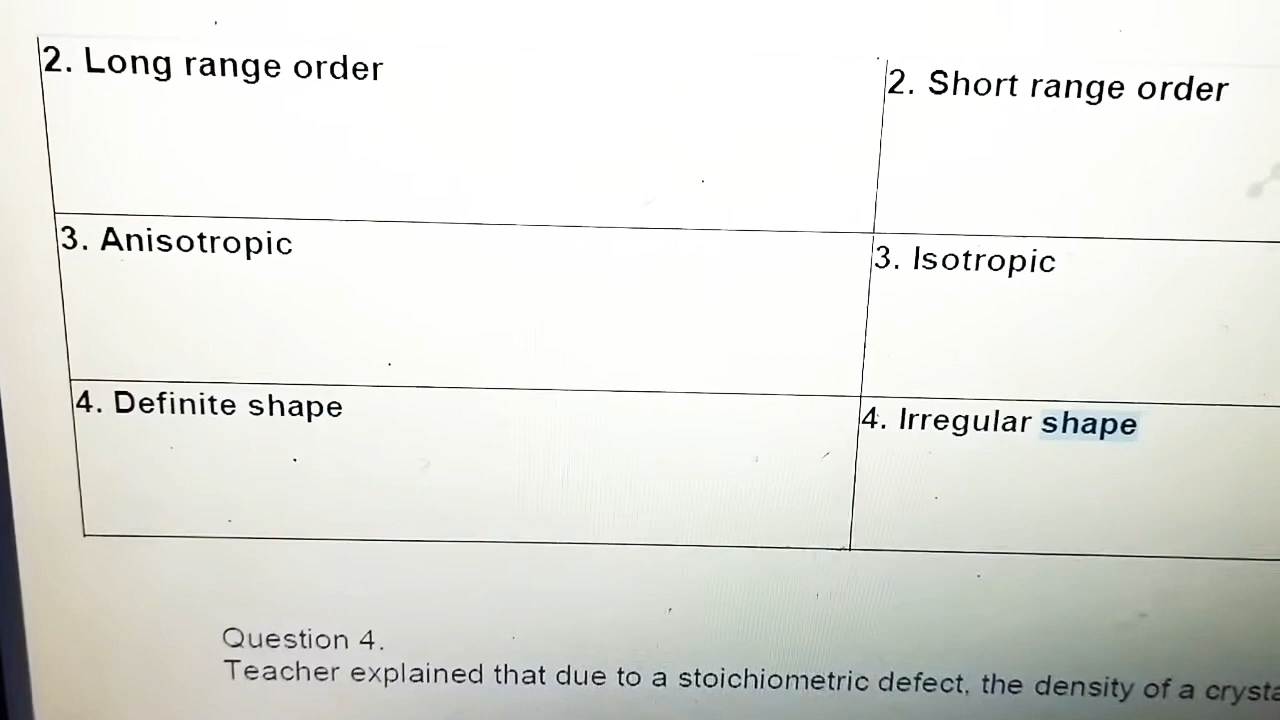 2. Long range order
2. Short range order
3. Anisotropic
3. Isotropic
4. Definite shape
4. Irregular shape
Question 4.
Teacher explained that due to a stoichiometric defect, the density of a